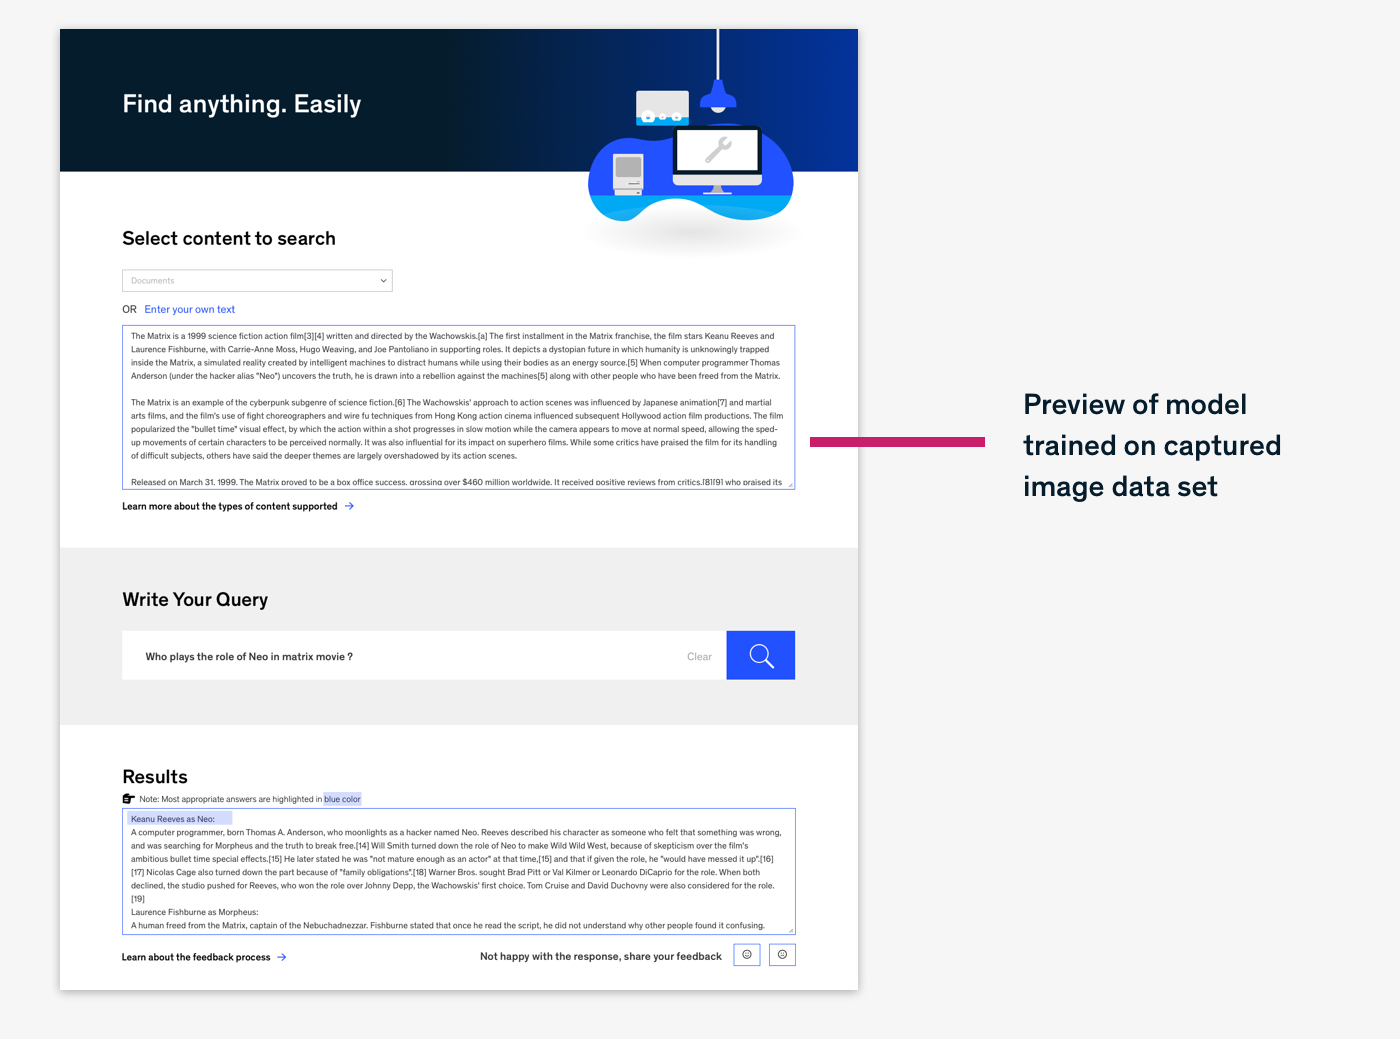 Find anything. Easily
Select content to search
Documents
OR Enter your own text
The Matrix is a 1999 science fiction action film[3][4] written and directed by the Wachowskis.[a] The first installment in the Matrix franchise, the film stars Keanu Reeves and
Laurence Fishburne, with Carrie-Anne Moss, Hugo Weaving, and Joe Pantoliano in supporting roles. It depicts a dystopian future in which humanity is unknowingly trapped
inside the Matrix, a simulated reality created by intelligent machines to distract humans while using their bodies as an energy source.[5] When computer programmer Thomas
Anderson (under the hacker alias "Neo") uncovers the truth, he is drawn into a rebellion against the machines[5] along with other people who have been freed from the Matrix.
The Matrix is an example of the cyberpunk subgenre of science fiction.[6] The Wachowskis' approach to action scenes was influenced by Japanese animation[7] and martial
arts films, and the film's use of fight choreographers and wire fu techniques from Hong Kong action cinema influenced subsequent Hollywood action film productions. The film
popularized the "bullet time" visual effect, by which the action within a shot progresses in slow motion while the camera appears to move at normal speed, allowing the sped-
up movements of certain characters to be perceived normally. It was also influential for its impact on superhero films. While some critics have praised the film for its handling
of difficult subjects, others have said the deeper themes are largely overshadowed by its action scenes.
Released on March 31, 1999, The Matrix proved to be a box office success, grossing over $460 million worldwide. It received positive reviews from critics,[8][9] who praised its
Learn more about the types of content supported
Preview of model
trained on captured
image data set
Write Your Query
Who plays the role of Neo in matrix movie ? Clear
Results
Note: Most appropriate answers are highlighted in blue color
Keanu Reeves as Neo:
A computer programmer, born Thomas A. Anderson, who moonlights as a hacker named Neo. Reeves described his character as someone who felt that something was wrong,
and was searching for Morpheus and the truth to break free.[14] Will Smith turned down the role of Neo to make Wild Wild West, because of skepticism over the film's
ambitious bullet time special effects.[15] He later stated he was "not mature enough as an actor" at that time,[15] and that if given the role, he "would have messed it up".[16]
[17] Nicolas Cage also turned down the part because of "family obligations".[18] Warner Bros. sought Brad Pitt or Val Kilmer or Leonardo DiCaprio for the role. When both
declined, the studio pushed for Reeves, who won the role over Johnny Depp, the Wachowskis' first choice. Tom Cruise and David Duchovny were also considered for the role.
[19]
Laurence Fishburne as Morpheus:
A human freed from the Matrix, captain of the Nebuchadnezzar. Fishburne stated that once he read the script, he did not understand why other people found it confusing.
Learn about the feedback process
Not happy with the response, share your feedback